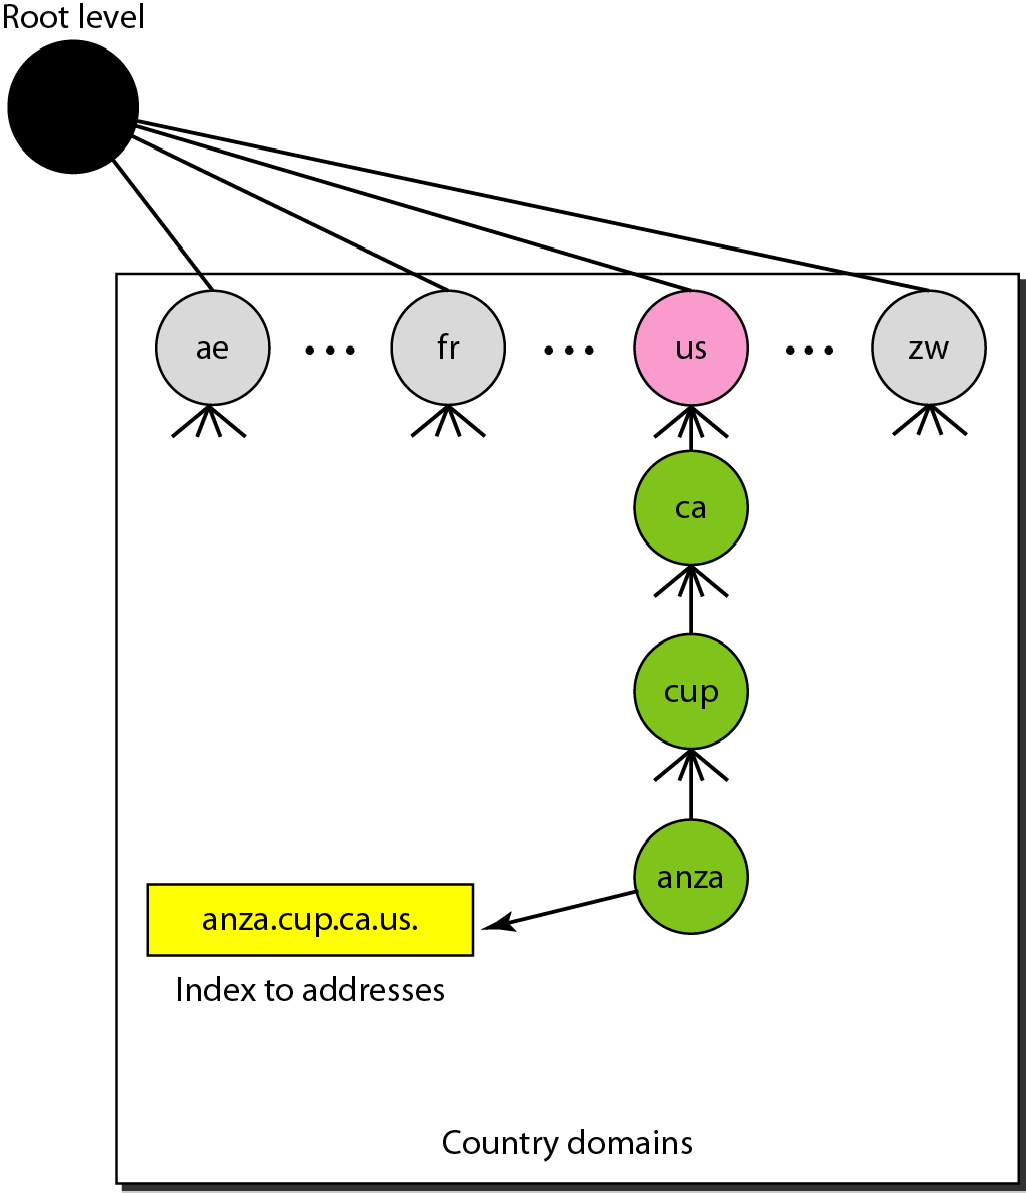 Root level
ae ... fr ... us ... zw
ca
cup
anza
anza.cup.ca.us.
Index to addresses
Country domains